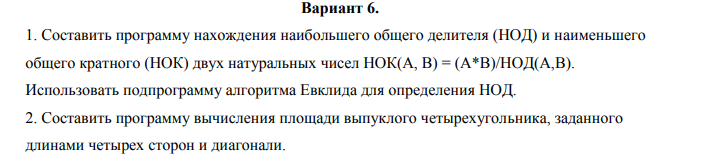 Вариант 6.
1. Составить программу нахождения наибольшего общего делителя (НОД) и наименьшего
общего кратного (НОК) двух натуральных чисел НОК(A, B) = (A*B)/НОД(A,B).
Использовать подпрограмму алгоритма Евклида для определения НОД.
2. Составить программу вычисления площади выпуклого четырехугольника, заданного
длинами четырех сторон и диагонали.